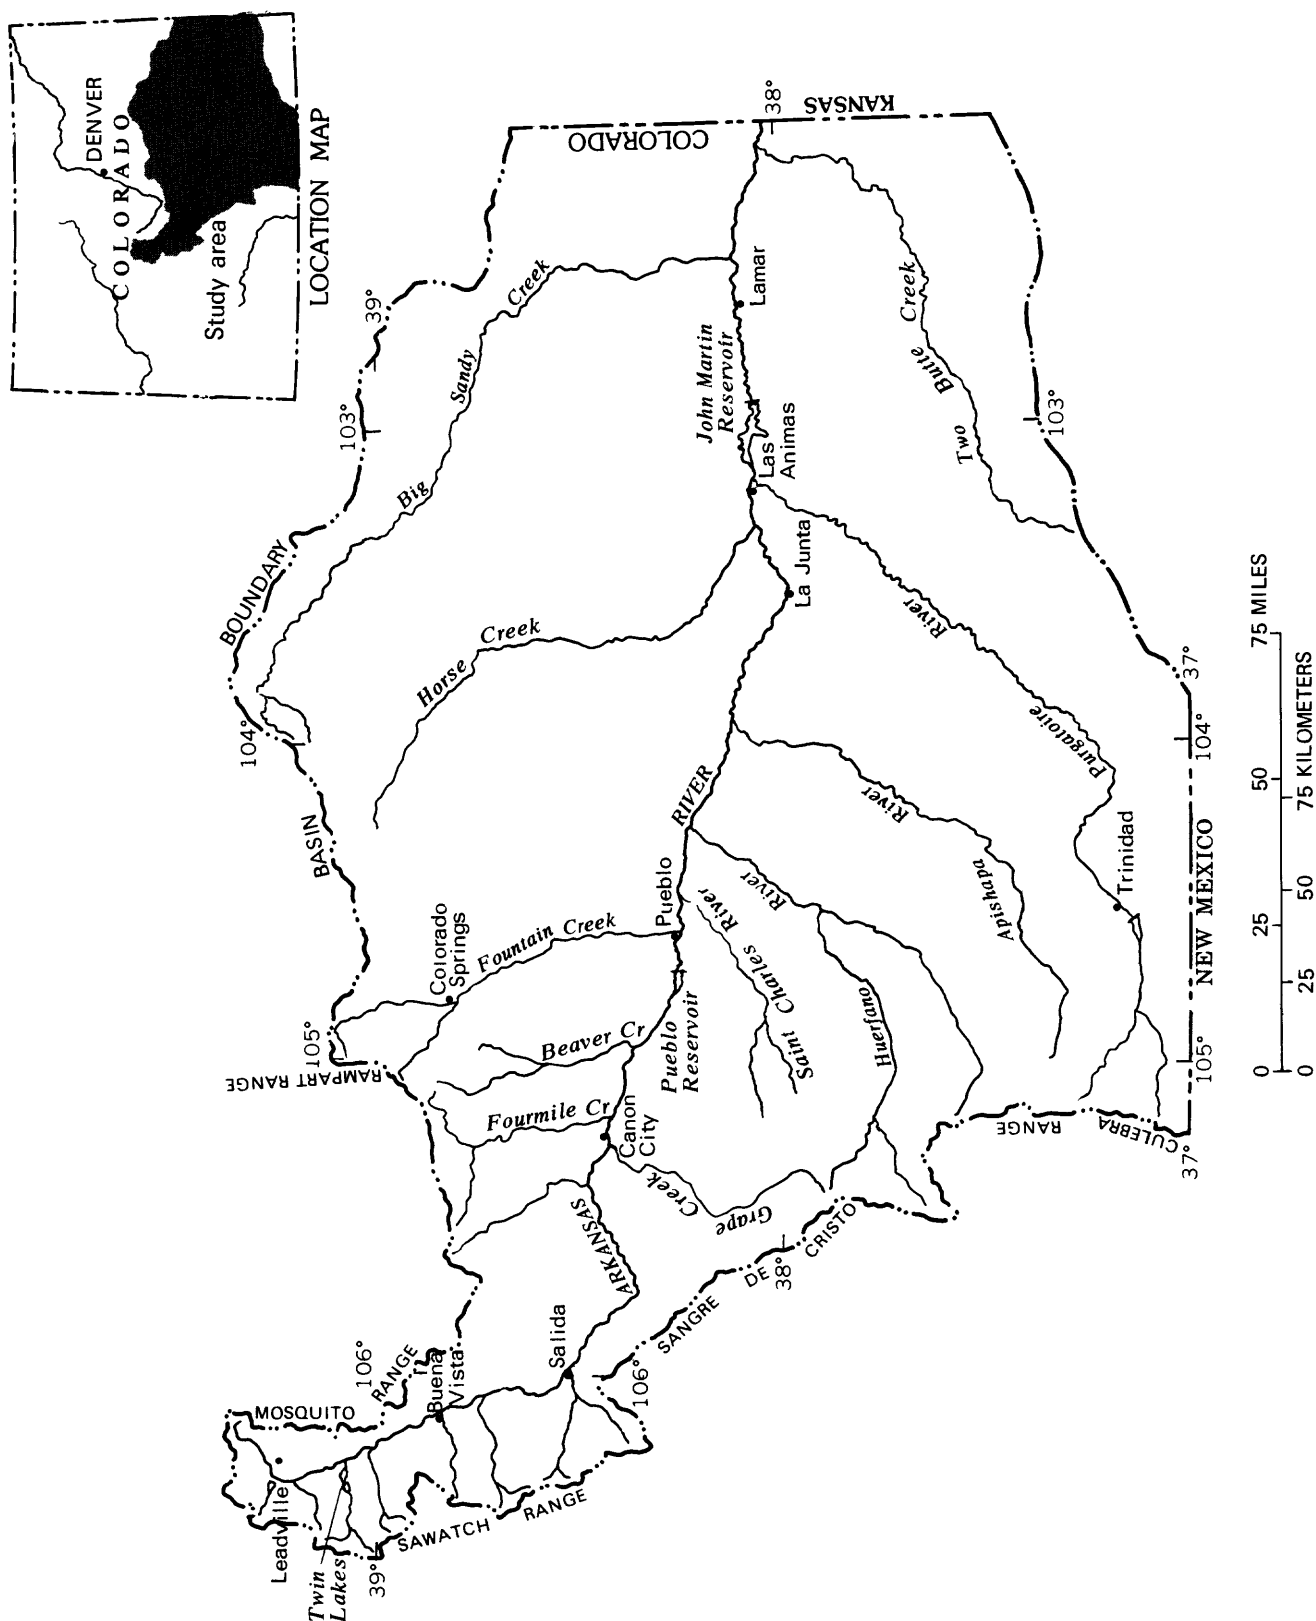 DENVER
COLORADO
Study area
LOCATION MAP
BOUNDARY
BASIN
104°
103°
39°
105°
RAMPART RANGE
106°
MOSQUITO
RANGE
Leadville
Twin
Lakes
39°
SAWATCH
RANGE
Buena
Vista
Salida
106°
SANGRE
DE
CRISTO
38°
ARKANSAS
RIVER
Canon
City
Grape
Creek
Fourmile Cr
Beaver Cr
Colorado
Springs
Fountain Creek
Pueblo
Reservoir
Pueblo
Saint Charles River
Huerfano
River
Apishapa
River
Horse
Creek
Big
Sandy
Creek
La Junta
Las
Animas
John Martin
Reservoir
Lamar
COLORADO
KANSAS
38°
Two
Butte
Creek
103°
Purgatoire
River
Trinidad
CULEBRA
RANGE
37°
105°
NEW MEXICO
104°
37°
0 25 50 75 MILES
0 25 50 75 KILOMETERS